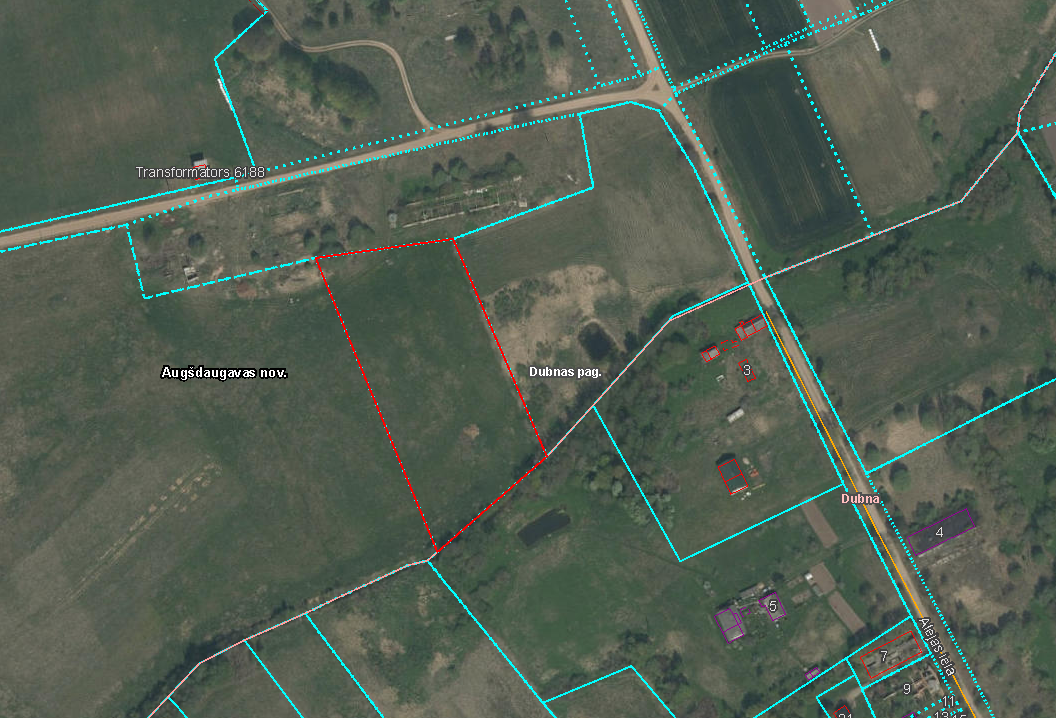 Transformators 6188
Augšdaugavas nov.
Dubnas pag.
3
Dubna
4
5
Alejas iela
7
9
11